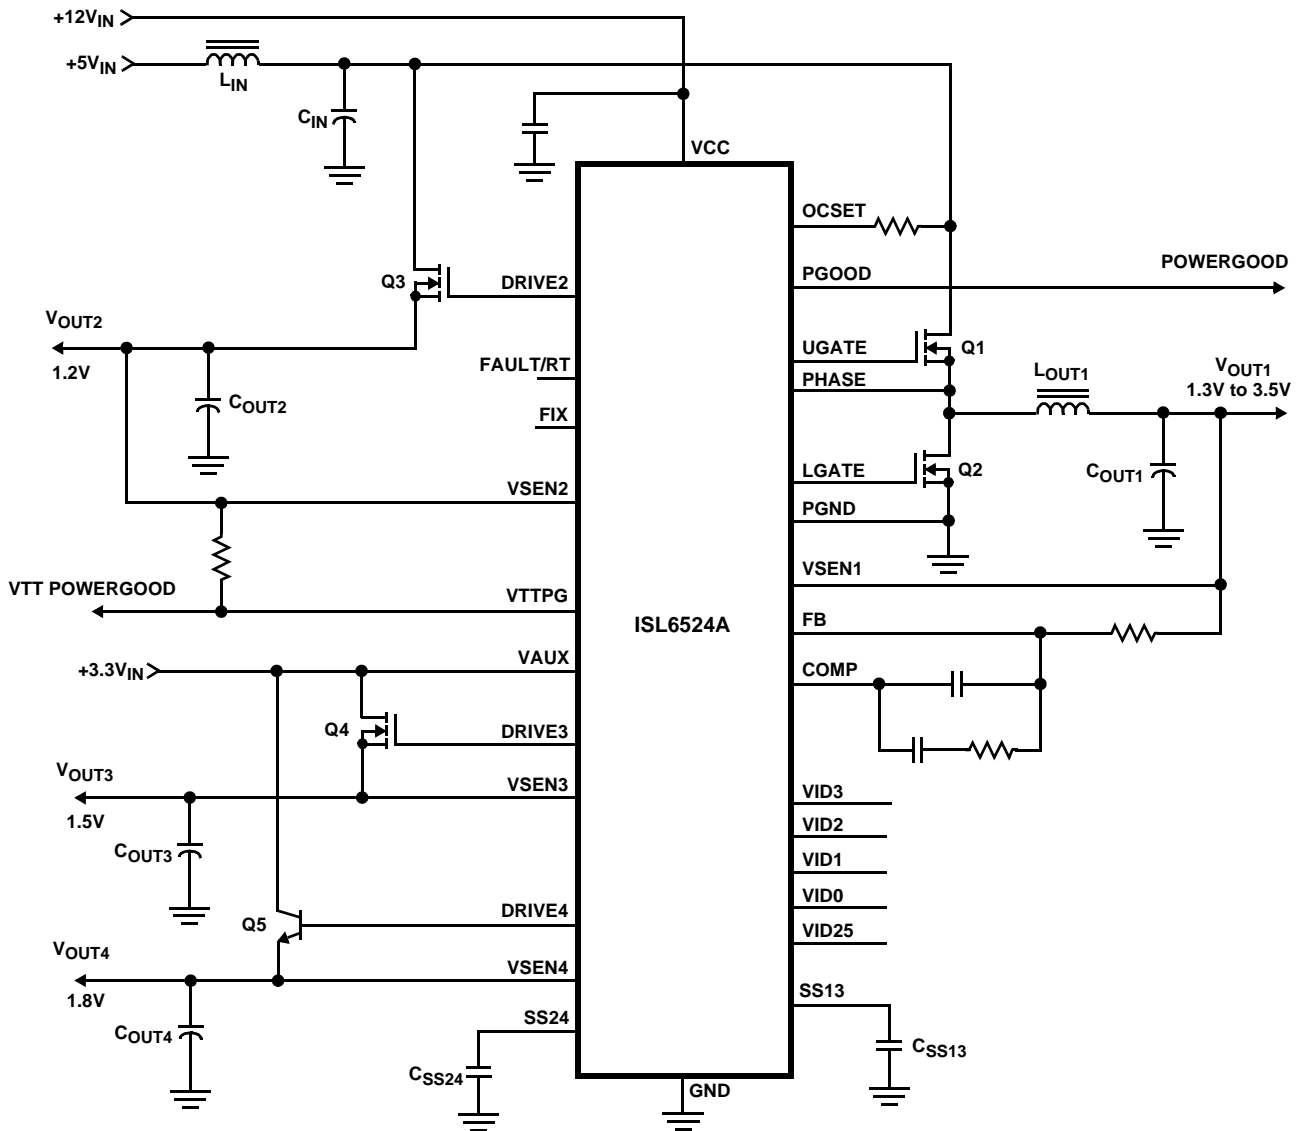 +12VIN
+5VIN
LIN
CIN
VCC
OCSET
PGOOD
POWERGOOD
Q3
DRIVE2
VOUT2
1.2V
COUT2
FAULT/RT
FIX
UGATE
Q1
PHASE
LOUT1
VOUT1
1.3V to 3.5V
LGATE
Q2
COUT1
PGND
VSEN2
VSEN1
VTT POWERGOOD
VTTPG
ISL6524A
FB
+3.3VIN
VAUX
COMP
Q4
DRIVE3
VOUT3
1.5V
VSEN3
COUT3
VID3
VID2
VID1
VID0
VID25
Q5
DRIVE4
VOUT4
1.8V
VSEN4
COUT4
SS24
CSS24
SS13
CSS13
GND